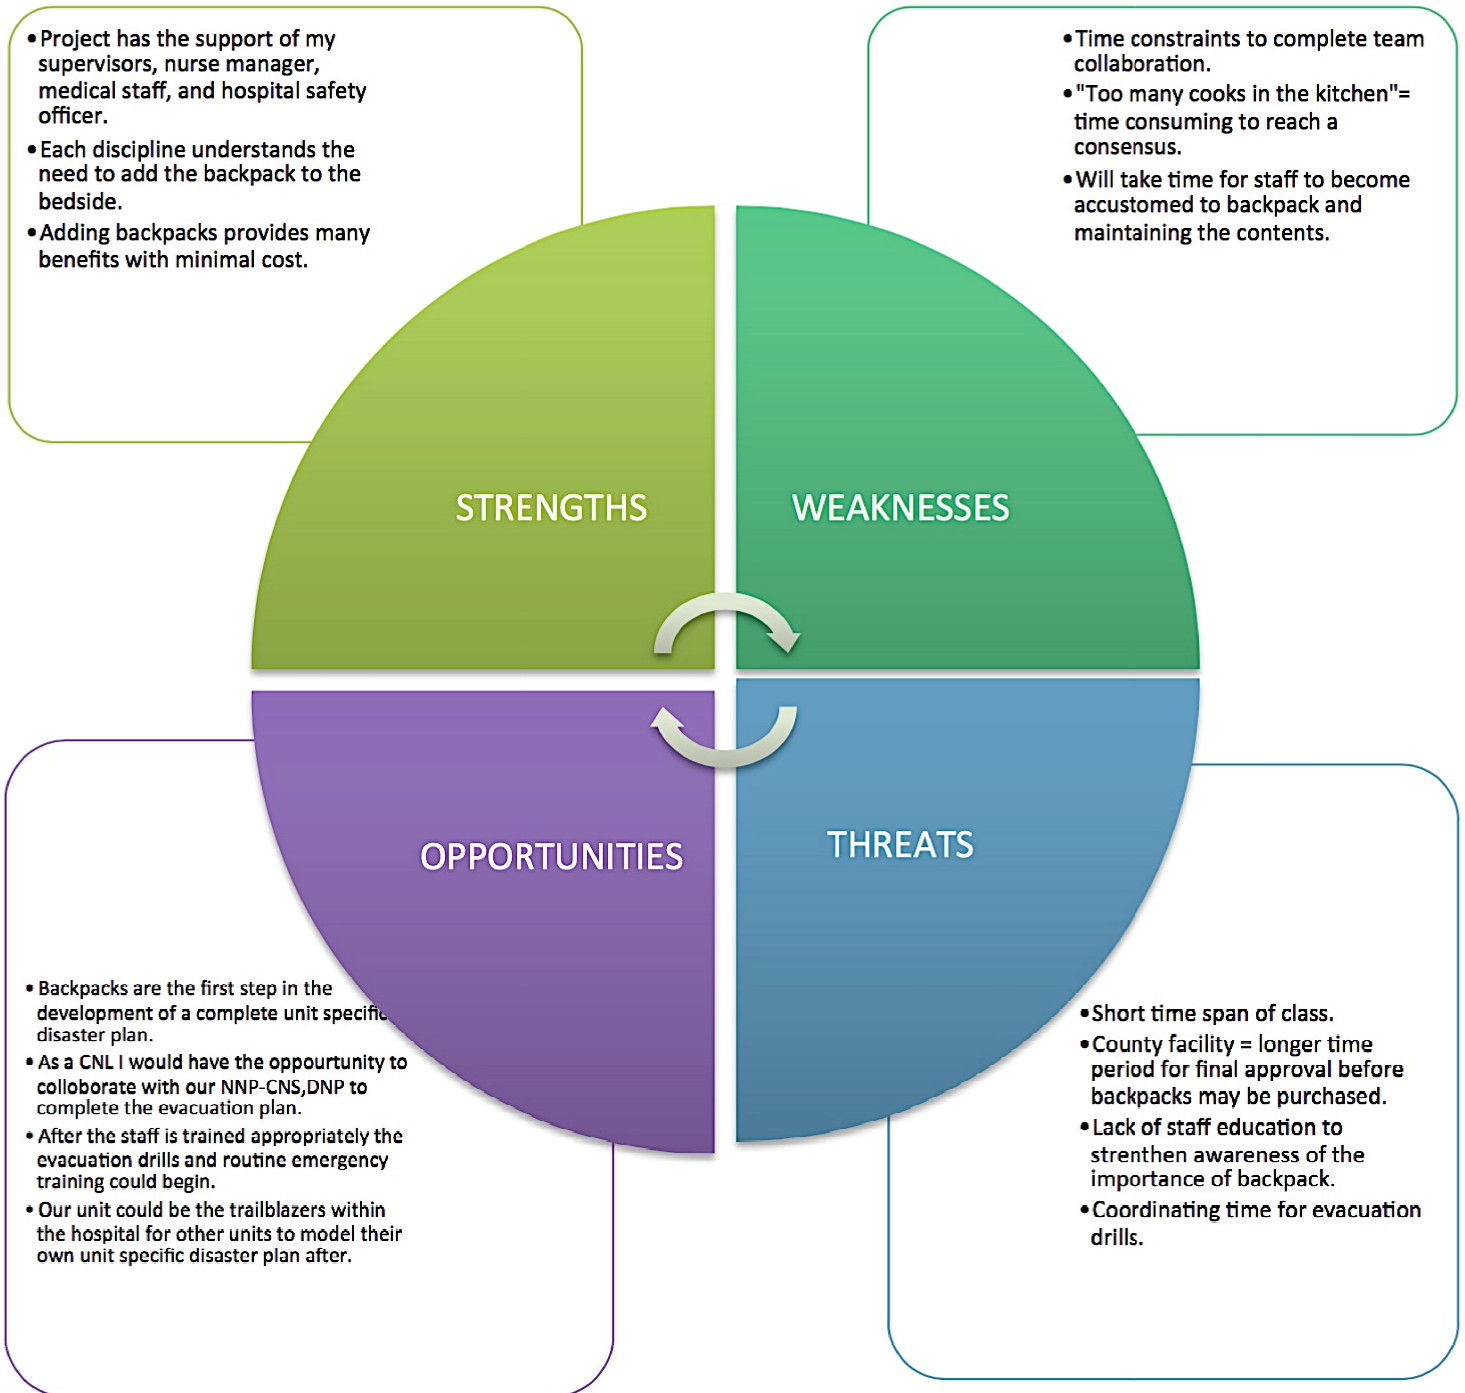 •Project has the support of my
supervisors, nurse manager,
medical staff, and hospital safety
officer.
•Each discipline understands the
need to add the backpack to the
bedside.
•Adding backpacks provides many
benefits with minimal cost.
•Time constraints to complete team
collaboration.
•"Too many cooks in the kitchen"=
time consuming to reach a
consensus.
•Will take time for staff to become
accustomed to backpack and
maintaining the contents.
STRENGTHS
WEAKNESSES
OPPORTUNITIES
THREATS
• Backpacks are the first step in the
development of a complete unit specific
disaster plan.
• As a CNL I would have the oppourtunity to
colloborate with our NNP-CNS,DNP to
complete the evacuation plan.
• After the staff is trained appropriately the
evacuation drills and routine emergency
training could begin.
• Our unit could be the trailblazers within
the hospital for other units to model their
own unit specific disaster plan after.
•Short time span of class.
•County facility = longer time
period for final approval before
backpacks may be purchased.
•Lack of staff education to
strenthen awareness of the
importance of backpack.
•Coordinating time for evacuation
drills.